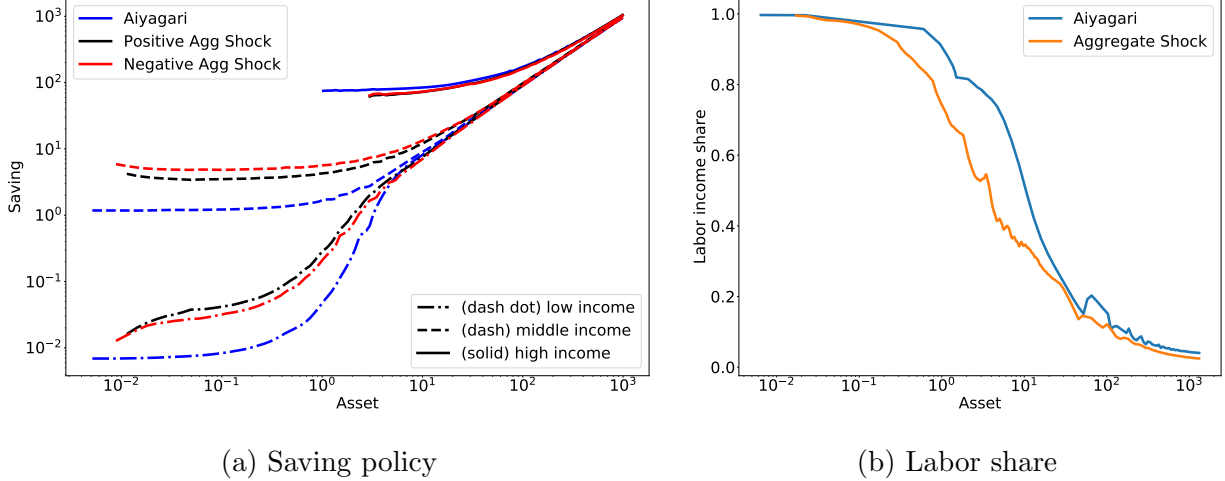 Aiyagari
Positive Agg Shock
Negative Agg Shock
(dash dot) low income
(dash) middle income
(solid) high income
Saving
10³
10²
10¹
10⁰
10⁻¹
10⁻²
10⁻² 10⁻¹ 10⁰ 10¹ 10² 10³
Asset
(a) Saving policy
Aiyagari
Aggregate Shock
Labor income share
1.0
0.8
0.6
0.4
0.2
0.0
10⁻² 10⁻¹ 10⁰ 10¹ 10² 10³
Asset
(b) Labor share